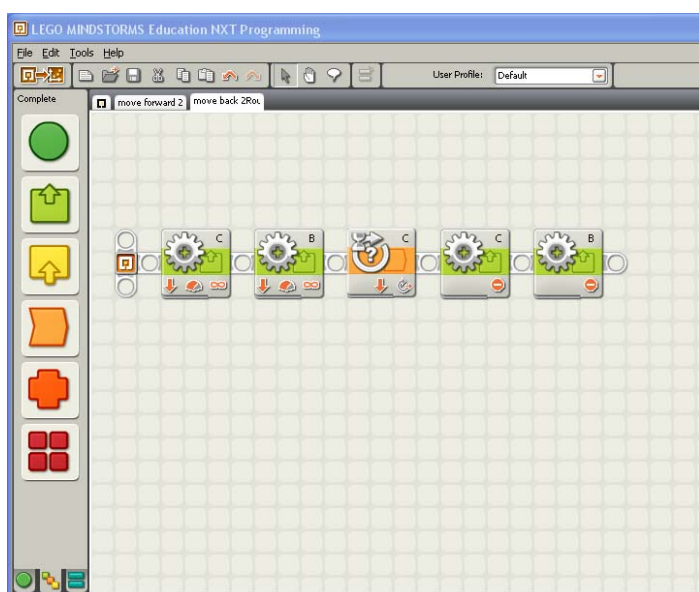 LEGO MINDSTORMS Education NXT Programming
File Edit Tools Help
User Profile: Default
Complete
move forward 2 move back 2Rou
C B C C B